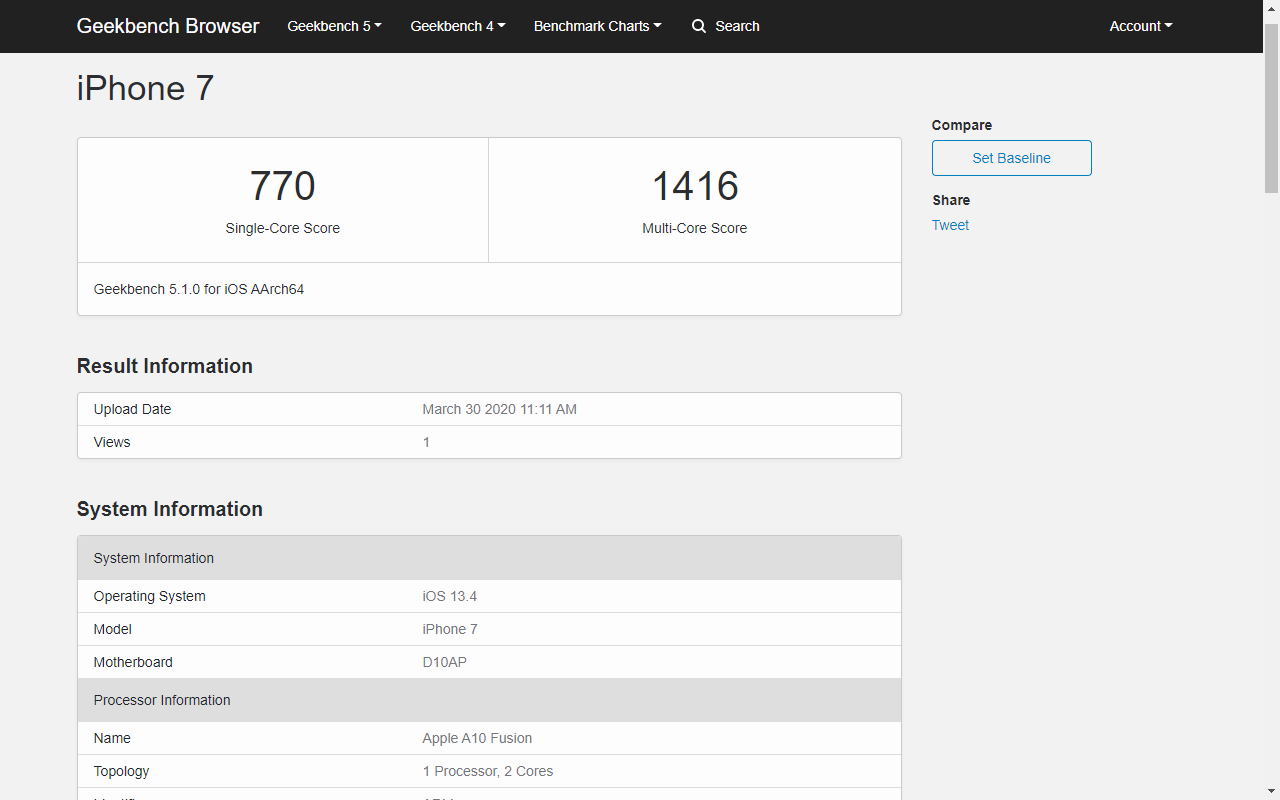 Geekbench Browser Geekbench 5 Geekbench 4 Benchmark Charts Search Account
iPhone 7
Compare
Set Baseline
Share
Tweet
770 1416
Single-Core Score Multi-Core Score
Geekbench 5.1.0 for iOS AArch64
Result Information
Upload Date March 30 2020 11:11 AM
Views 1
System Information
System Information
Operating System iOS 13.4
Model iPhone 7
Motherboard D10AP
Processor Information
Name Apple A10 Fusion
Topology 1 Processor, 2 Cores